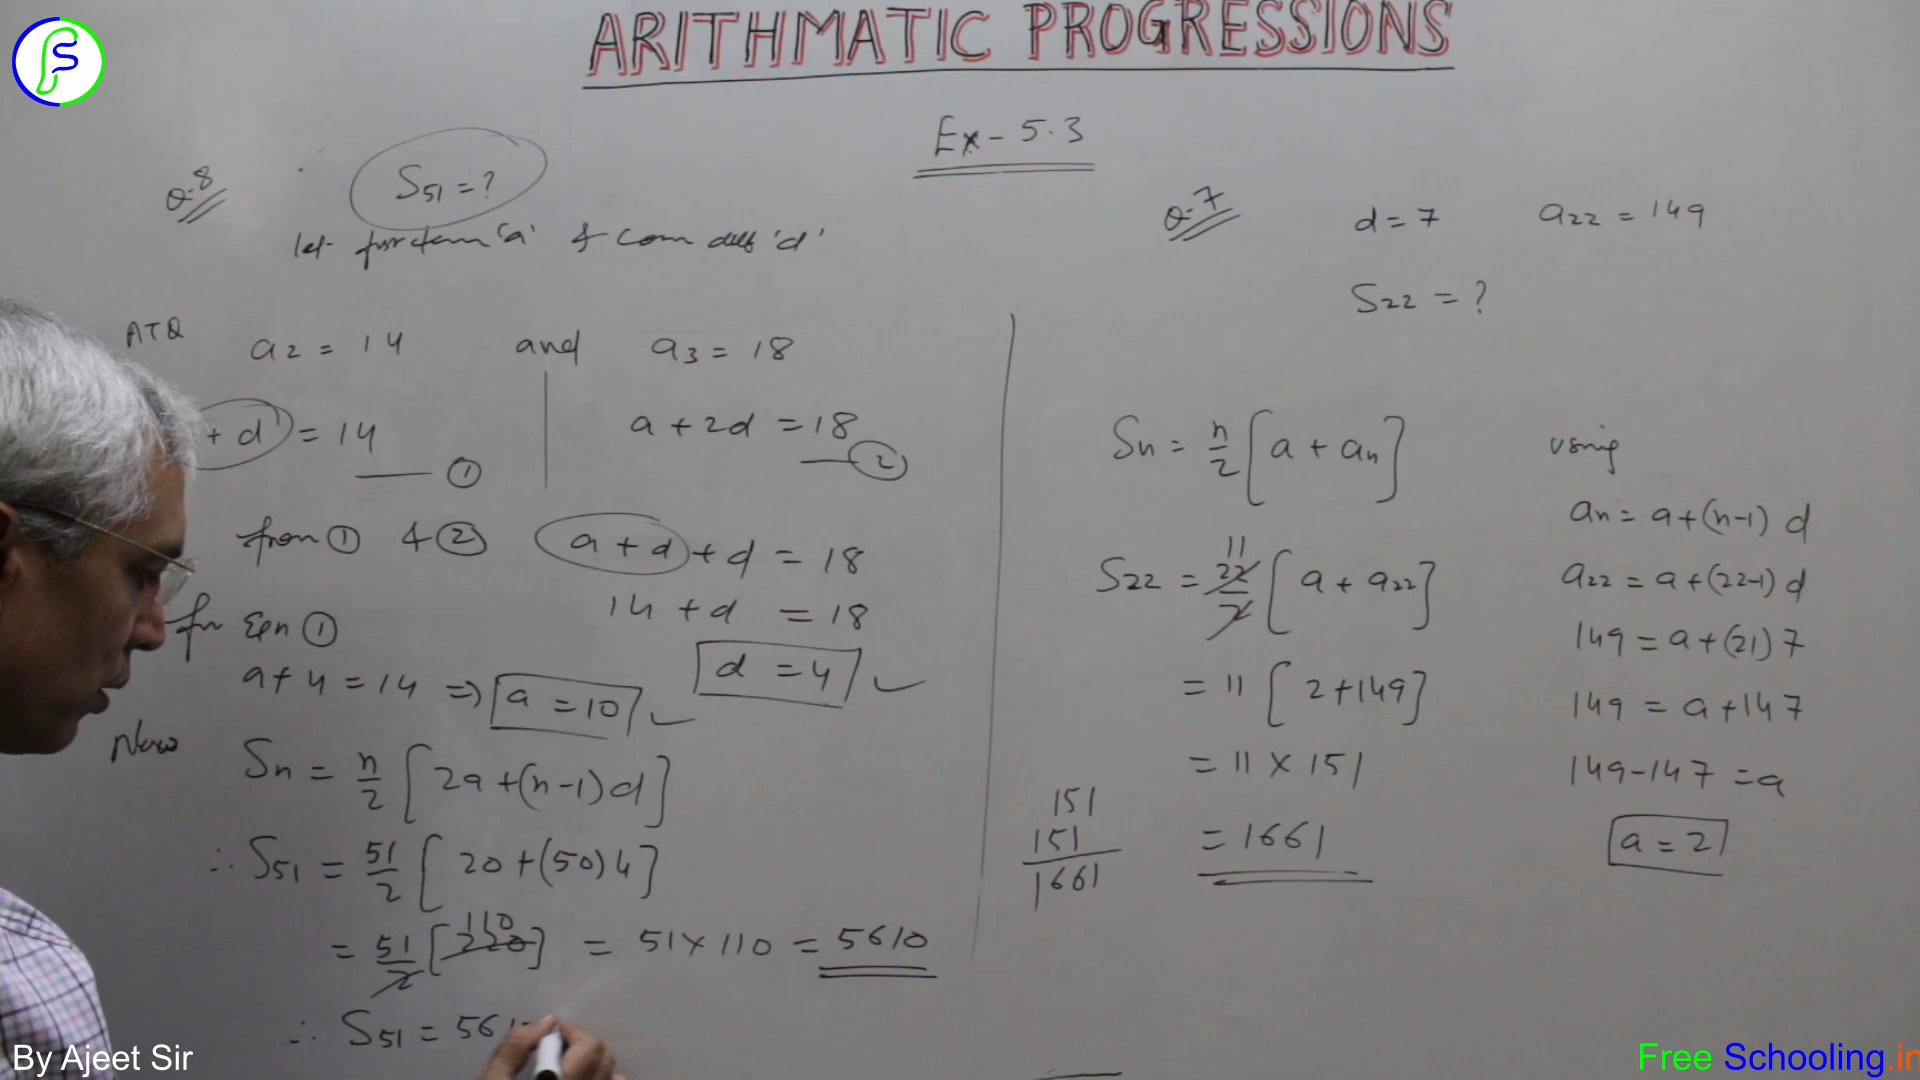 ARITHMATIC PROGRESSIONS
Ex - 5.3
Q-8
S51 = ?
let first term 'a' & com diff 'd'
ATQ
a2 = 14 and a3 = 18
+ d = 14 ①
a + 2d = 18 ②
from ① & ②
a + d + d = 18
14 + d = 18
d = 4
for Eqn ①
a + 4 = 14 ⇒ a = 10
Now
Sn = n/2 [2a + (n-1) d]
∴ S51 = 51/2 [20 + (50) 4]
= 51/2 [220] 110 = 51 × 110 = 5610
∴ S51 = 561
Q-7
d = 7 a22 = 149
S22 = ?
Sn = n/2 [a + an]
S22 = 22/2 11 [a + a22]
= 11 [2 + 149]
= 11 × 151
= 1661
151
151
1661
using
an = a + (n-1) d
a22 = a + (22-1) d
149 = a + (21) 7
149 = a + 147
149 - 147 = a
a = 2
By Ajeet Sir
Free Schooling.in